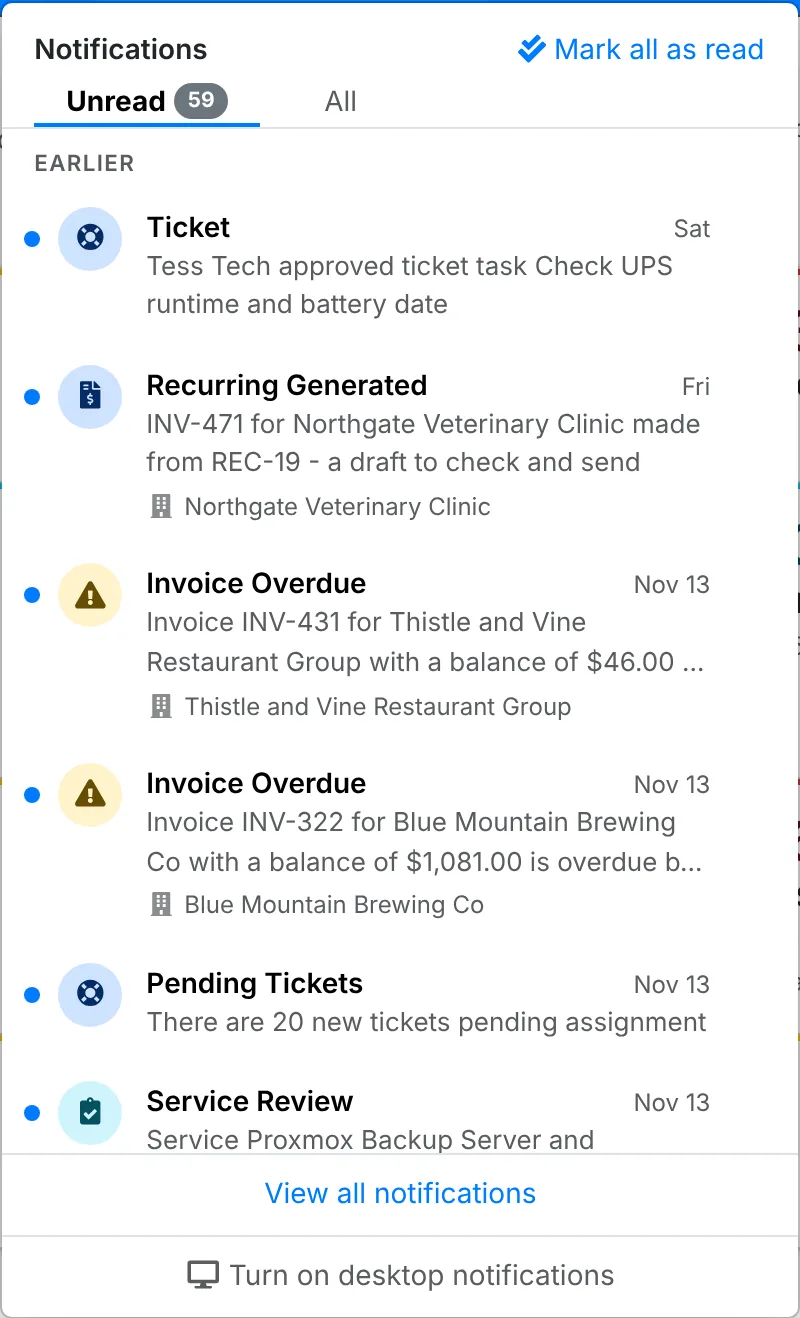 Notifications
Mark all as read
Unread 59
All
EARLIER
Ticket
Sat
Tess Tech approved ticket task Check UPS
runtime and battery date
Recurring Generated
Fri
INV-471 for Northgate Veterinary Clinic made
from REC-19 - a draft to check and send
Northgate Veterinary Clinic
Invoice Overdue
Nov 13
Invoice INV-431 for Thistle and Vine
Restaurant Group with a balance of $46.00 ...
Thistle and Vine Restaurant Group
Invoice Overdue
Nov 13
Invoice INV-322 for Blue Mountain Brewing
Co with a balance of $1,081.00 is overdue b...
Blue Mountain Brewing Co
Pending Tickets
Nov 13
There are 20 new tickets pending assignment
Service Review
Nov 13
Service Proxmox Backup Server and
View all notifications
Turn on desktop notifications